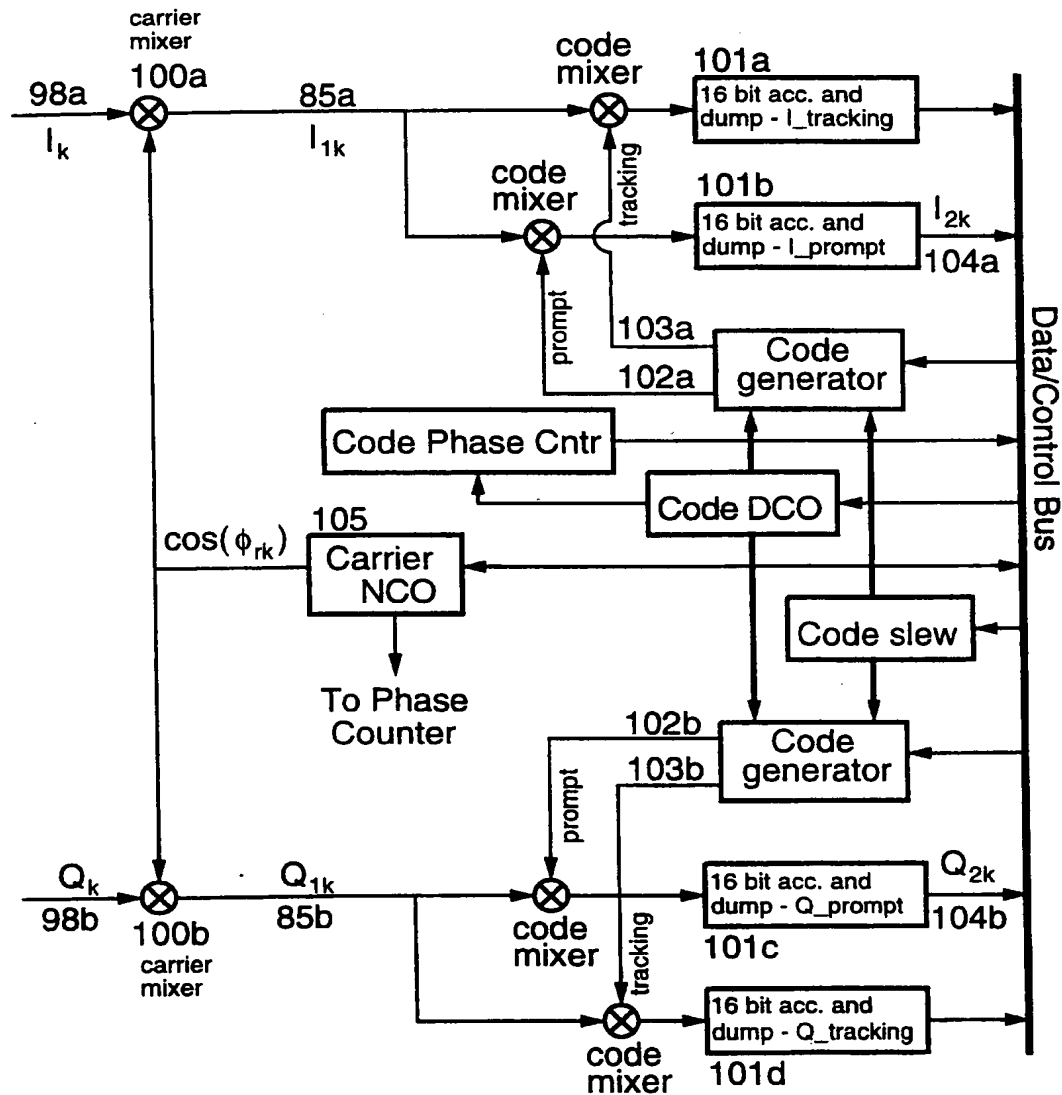 carrier
mixer
100a
98a
I_k
85a
I_1k
code
mixer
101a
16 bit acc. and
dump - I_tracking
tracking
code
mixer
101b
16 bit acc. and
dump - I_prompt
I_2k
104a
prompt
103a
102a
Code
generator
Data/Control Bus
Code Phase Cntr
Code DCO
cos(ϕ_rk)
105
Carrier
NCO
Code slew
To Phase
Counter
102b
103b
Code
generator
prompt
Q_k
98b
100b
carrier
mixer
Q_1k
85b
code
mixer
16 bit acc. and
dump - Q_prompt
101c
Q_2k
104b
tracking
code
mixer
16 bit acc. and
dump - Q_tracking
101d